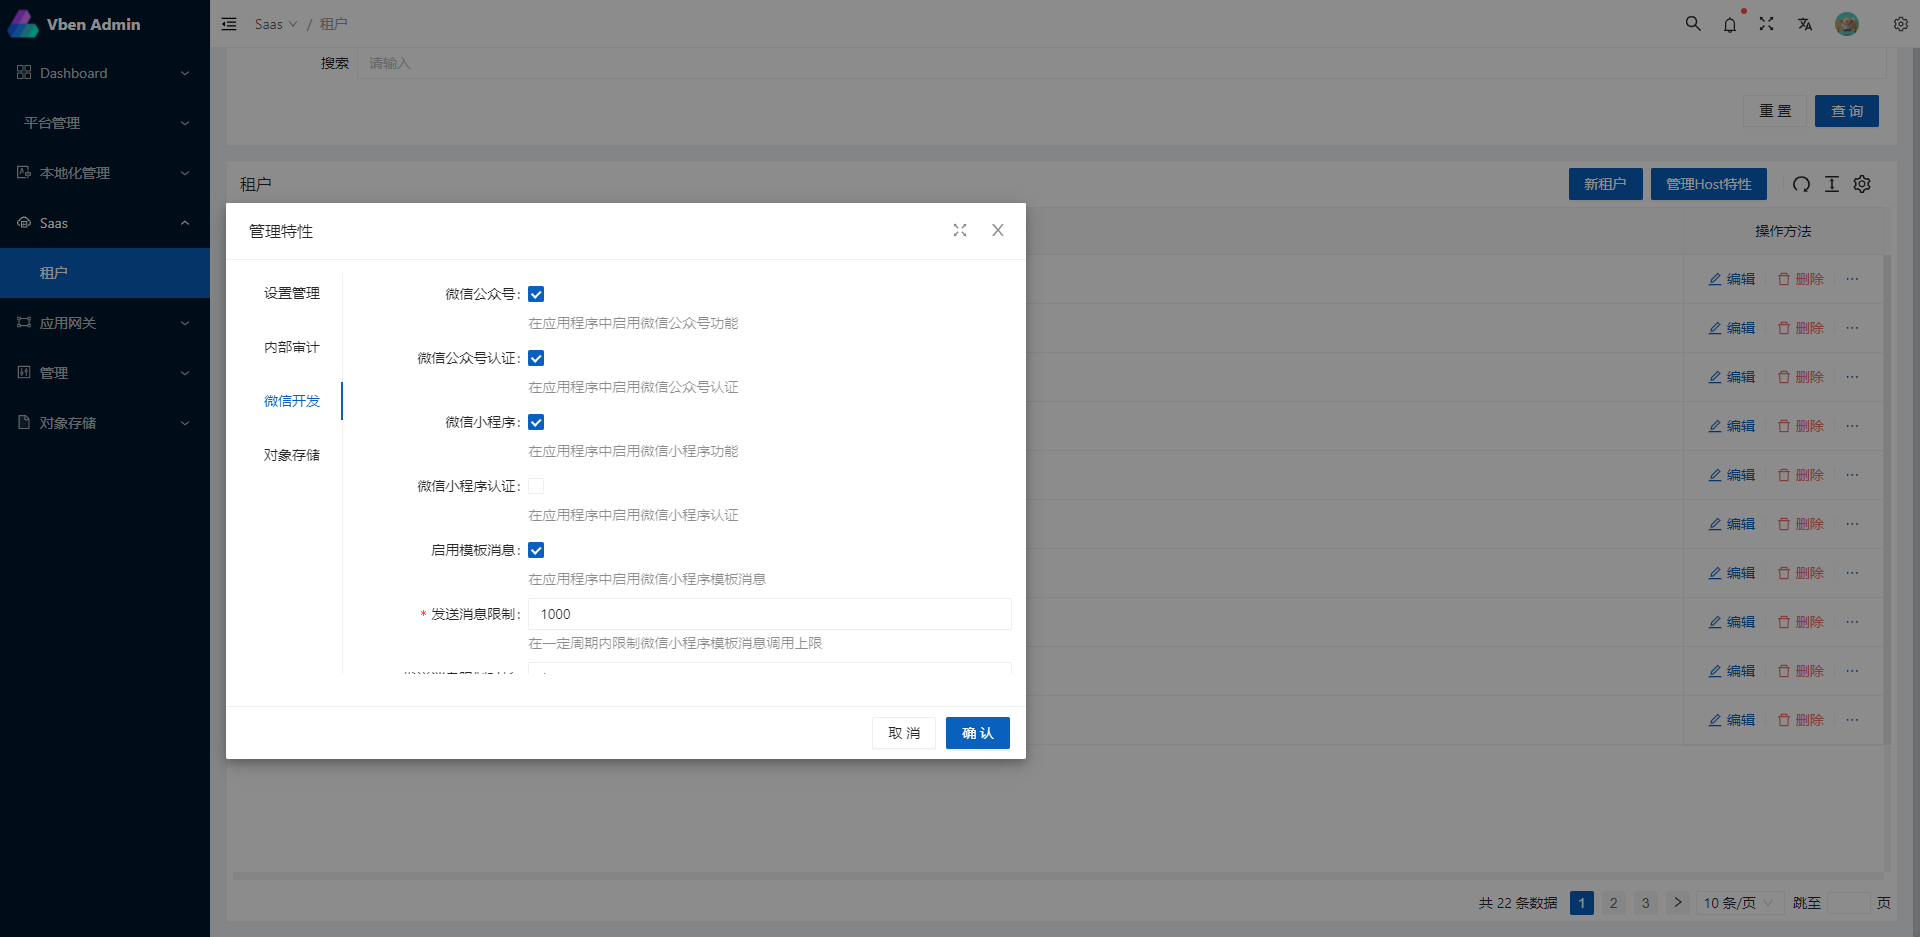 Vben Admin
Saas / 租户
Dashboard
平台管理
本地化管理
Saas
租户
应用网关
管理
对象存储
搜索 请输入
重 置 查 询
租户 新租户 管理Host特性
操作方法
编辑 删除 ···
编辑 删除 ···
编辑 删除 ···
编辑 删除 ···
编辑 删除 ···
编辑 删除 ···
编辑 删除 ···
编辑 删除 ···
编辑 删除 ···
编辑 删除 ···
管理特性
设置管理
内部审计
微信开发
对象存储
微信公众号:
在应用程序中启用微信公众号功能
微信公众号认证:
在应用程序中启用微信公众号认证
微信小程序:
在应用程序中启用微信小程序功能
微信小程序认证:
在应用程序中启用微信小程序认证
启用模板消息:
在应用程序中启用微信小程序模板消息
* 发送消息限制: 1000
在一定周期内限制微信小程序模板消息调用上限
取 消 确 认
共 22 条数据 1 2 3 > 10 条/页 跳至 页